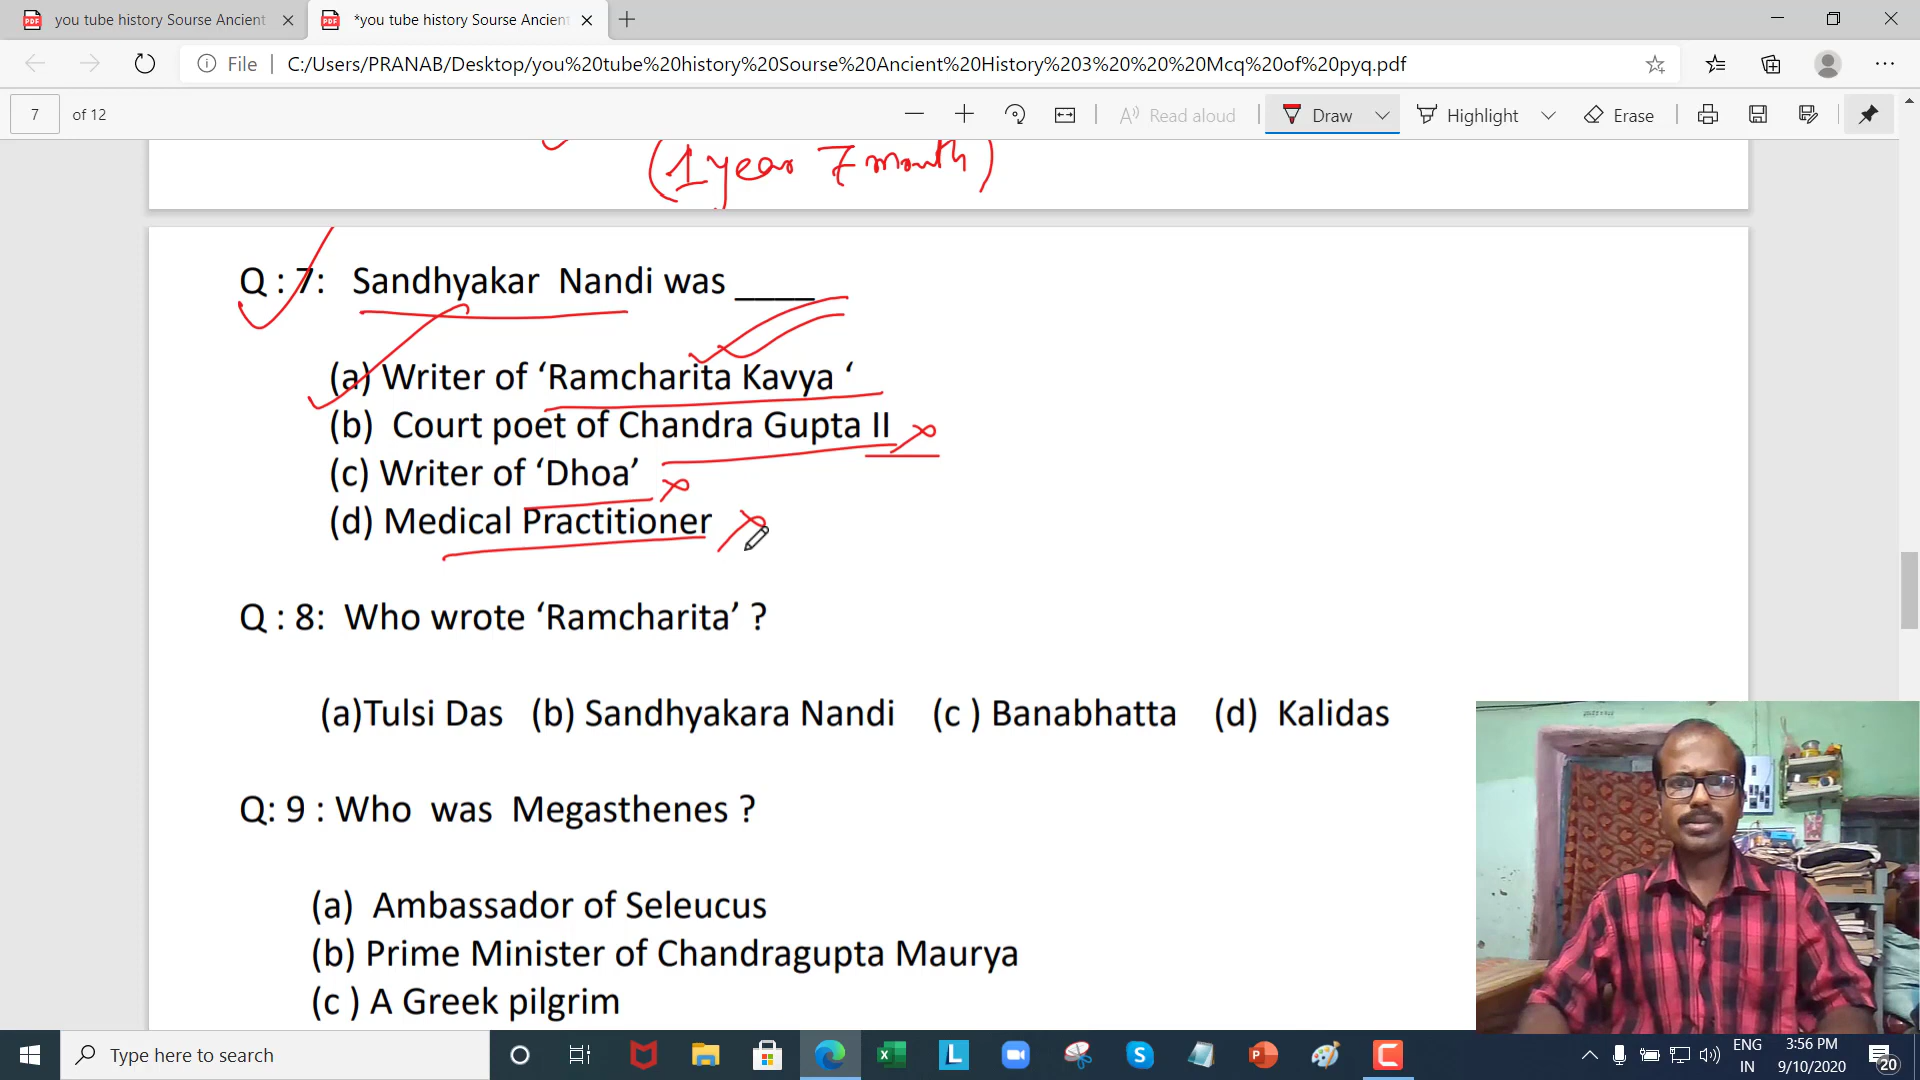 you tube history Sourse Ancient
*you tube history Sourse Ancien
File
C:/Users/PRANAB/Desktop/you%20tube%20history%20Sourse%20Ancient%20History%203%20%20%20Mcq%20of%20pyq.pdf
7 of 12
Read aloud
Draw
Highlight
Erase
(1 year 7 month)
Q : 7: Sandhyakar Nandi was ____
(a) Writer of ‘Ramcharita Kavya ‘
(b) Court poet of Chandra Gupta II
(c) Writer of ‘Dhoa’
(d) Medical Practitioner
Q : 8: Who wrote ‘Ramcharita’ ?
(a)Tulsi Das (b) Sandhyakara Nandi (c ) Banabhatta (d) Kalidas
Q: 9 : Who was Megasthenes ?
(a) Ambassador of Seleucus
(b) Prime Minister of Chandragupta Maurya
(c ) A Greek pilgrim
Type here to search
ENG
IN
3:56 PM
9/10/2020
20